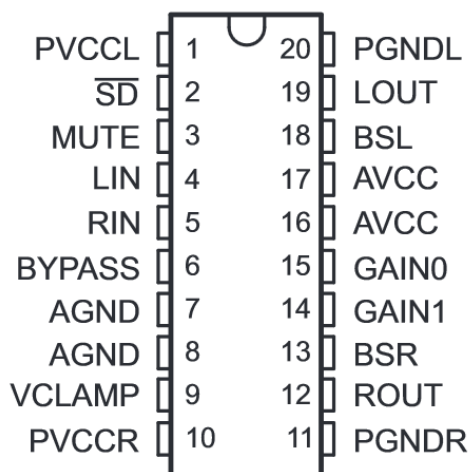 PVCCL 1 20 PGNDL
S̅D̅ 2 19 LOUT
MUTE 3 18 BSL
LIN 4 17 AVCC
RIN 5 16 AVCC
BYPASS 6 15 GAIN0
AGND 7 14 GAIN1
AGND 8 13 BSR
VCLAMP 9 12 ROUT
PVCCR 10 11 PGNDR